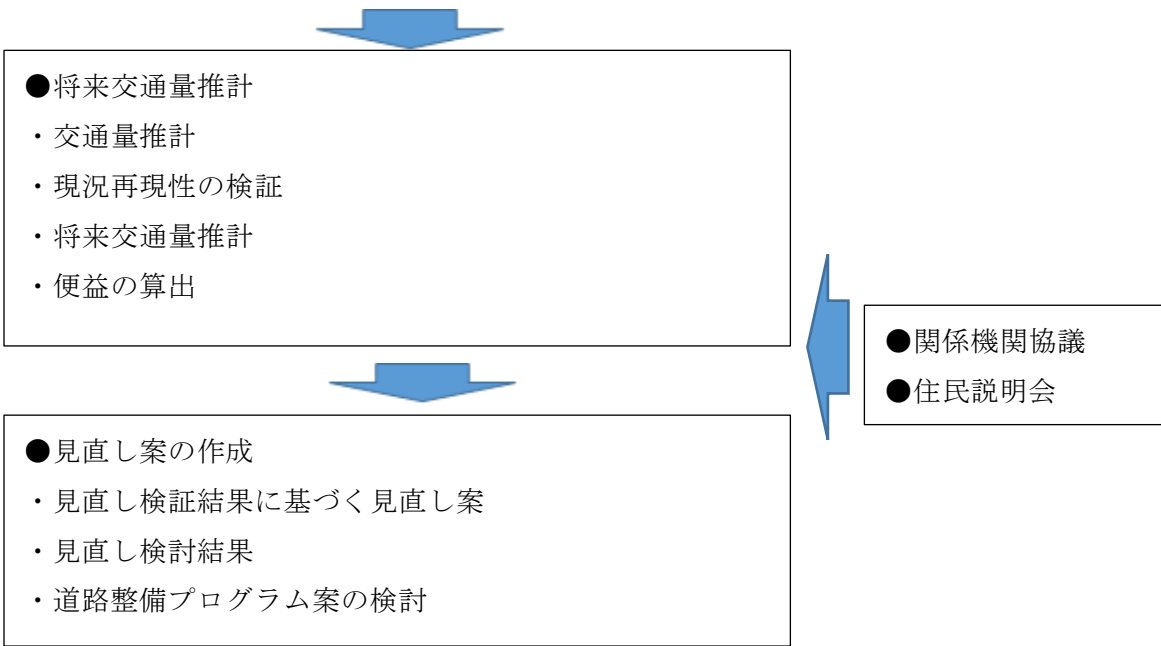 ●将来交通量推計
・交通量推計
・現況再現性の検証
・将来交通量推計
・便益の算出
●関係機関協議
●住民説明会
●見直し案の作成
・見直し検証結果に基づく見直し案
・見直し検討結果
・道路整備プログラム案の検討